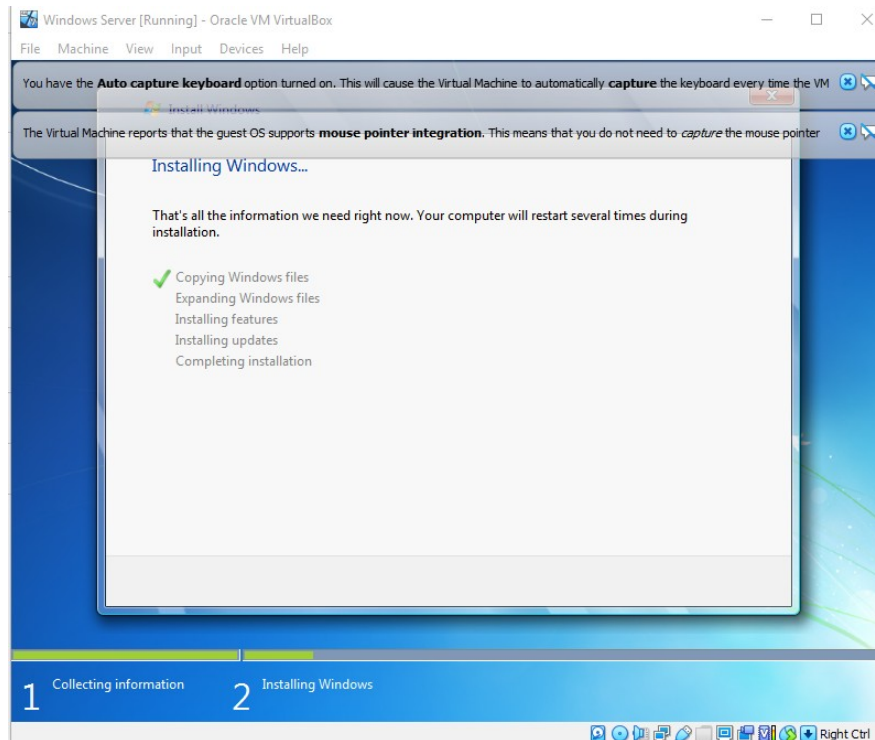 Windows Server [Running] - Oracle VM VirtualBox
File Machine View Input Devices Help
You have the Auto capture keyboard option turned on. This will cause the Virtual Machine to automatically capture the keyboard every time the VM
Install Windows
The Virtual Machine reports that the guest OS supports mouse pointer integration. This means that you do not need to capture the mouse pointer
Installing Windows...
That's all the information we need right now. Your computer will restart several times during
installation.
Copying Windows files
Expanding Windows files
Installing features
Installing updates
Completing installation
1 Collecting information 2 Installing Windows
Right Ctrl